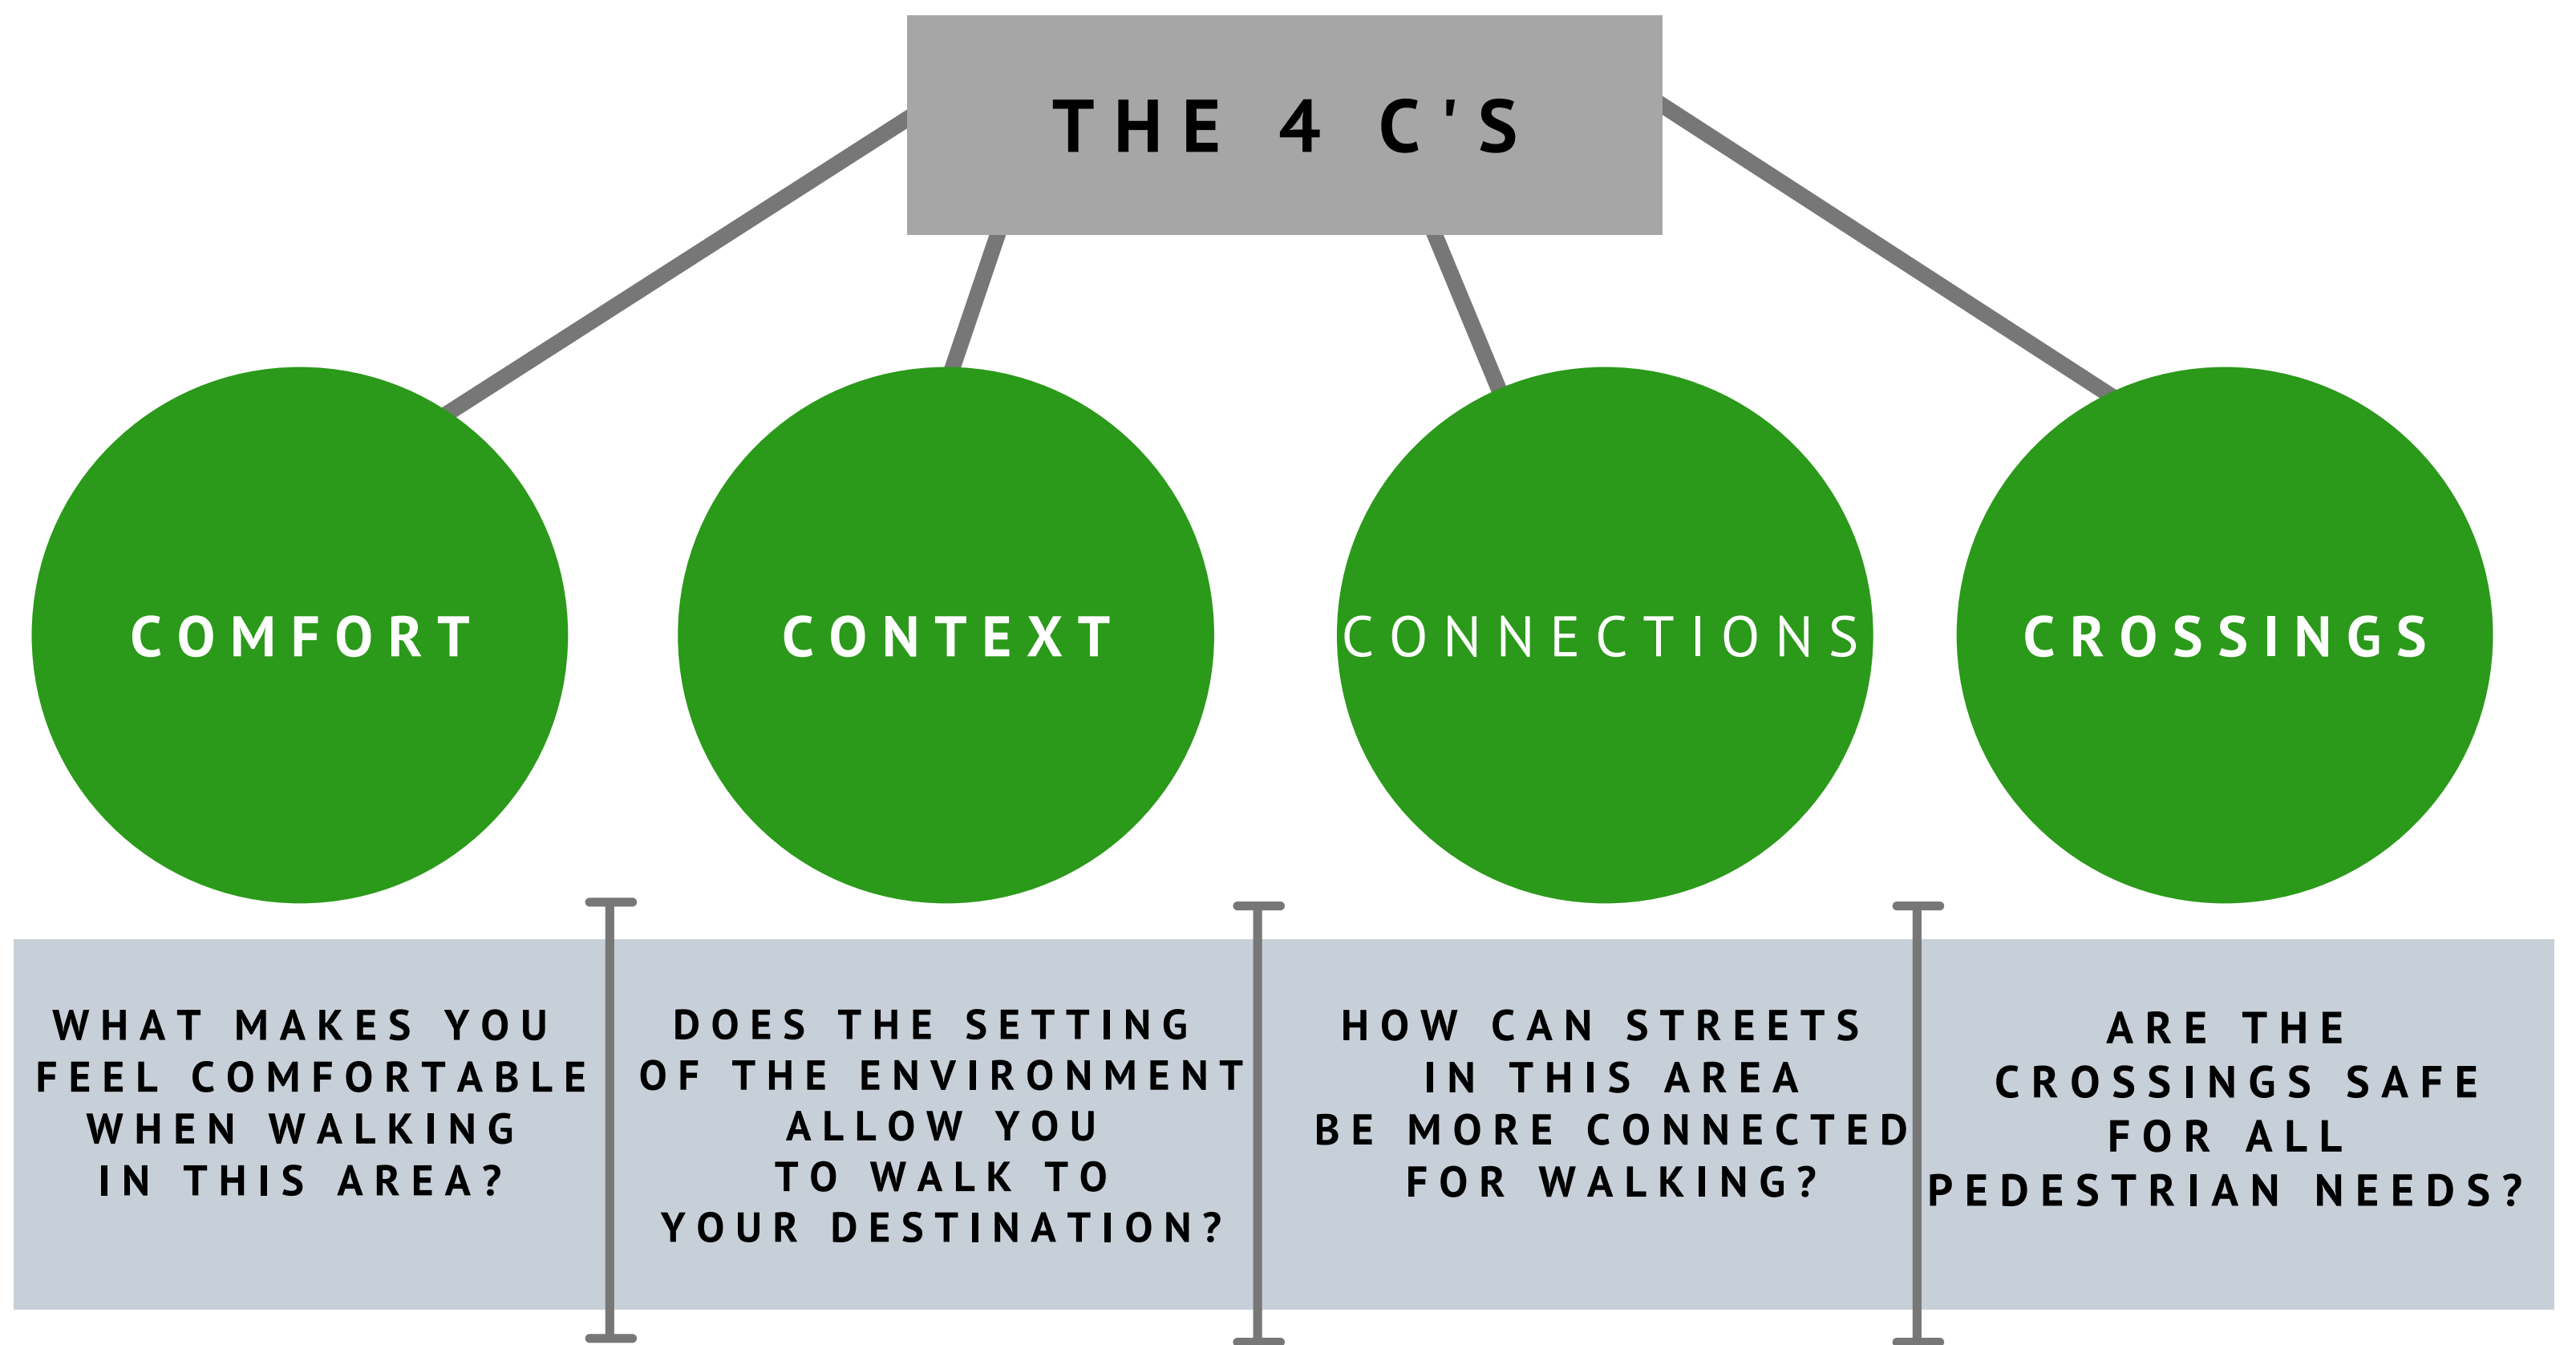 THE 4 C'S
COMFORT
CONTEXT
CONNECTIONS
CROSSINGS
WHAT MAKES YOU
FEEL COMFORTABLE
WHEN WALKING
IN THIS AREA?
DOES THE SETTING
OF THE ENVIRONMENT
ALLOW YOU
TO WALK TO
YOUR DESTINATION?
HOW CAN STREETS
IN THIS AREA
BE MORE CONNECTED
FOR WALKING?
ARE THE
CROSSINGS SAFE
FOR ALL
PEDESTRIAN NEEDS?